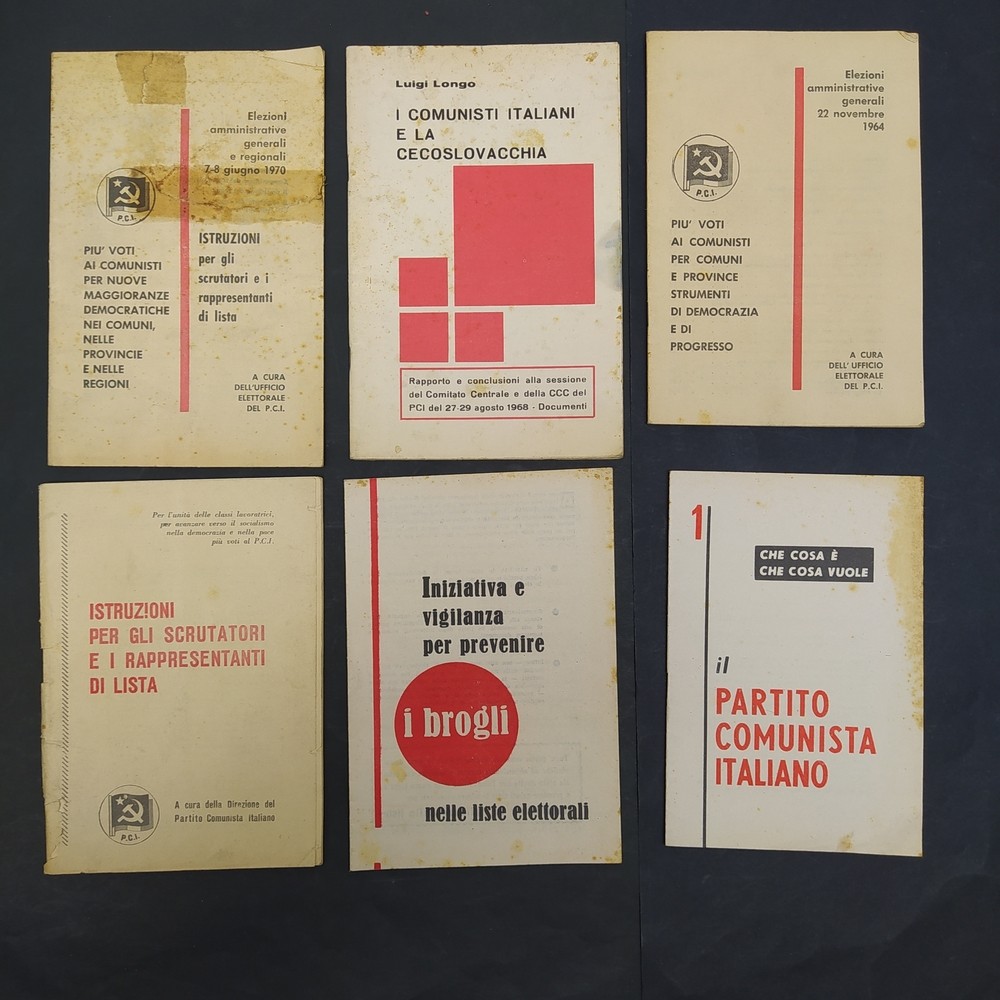 Elezioni
amministrative
generali
e regionali
7-8 giugno 1970
P.C.I.
PIU' VOTI
AI COMUNISTI
PER NUOVE
MAGGIORANZE
DEMOCRATICHE
NEI COMUNI,
NELLE
PROVINCIE
E NELLE
REGIONI
ISTRUZIONI
per gli
scrutatori e i
rappresentanti
di lista
A CURA
DELL'UFFICIO
ELETTORALE
DEL P.C.I.
Luigi Longo
I COMUNISTI ITALIANI
E LA
CECOSLOVACCHIA
Rapporto e conclusioni alla sessione
del Comitato Centrale e della CCC del
PCI del 27-29 agosto 1968 - Documenti
Elezioni
amministrative
generali
22 novembre
1964
P.C.I.
PIU' VOTI
AI COMUNISTI
PER COMUNI
E PROVINCE
STRUMENTI
DI DEMOCRAZIA
E DI
PROGRESSO
A CURA
DELL'UFFICIO
ELETTORALE
DEL P.C.I.
Per l'unità delle classi lavoratrici,
per avanzare verso il socialismo
nella democrazia e nella pace
più voti al P.C.I.
ISTRUZIONI
PER GLI SCRUTATORI
E I RAPPRESENTANTI
DI LISTA
P.C.I.
A cura della Direzione del
Partito Comunista Italiano
Iniziativa e
vigilanza
per prevenire
i brogli
nelle liste elettorali
1
CHE COSA È
CHE COSA VUOLE
il
PARTITO
COMUNISTA
ITALIANO